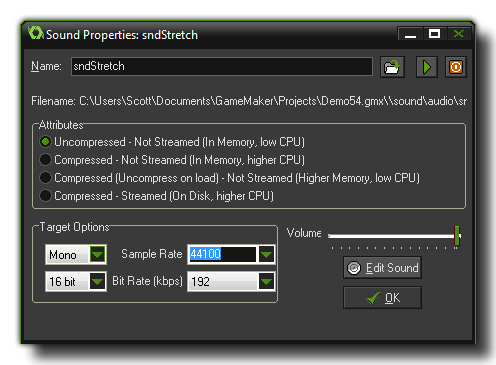 Sound Properties: sndStretch
Name: sndStretch
Filename: C:\Users\Scott\Documents\GameMaker\Projects\Demo54.gmx\\sound\audio\sr
Attributes
Uncompressed - Not Streamed (In Memory, low CPU)
Compressed - Not Streamed (In Memory, higher CPU)
Compressed (Uncompress on load) - Not Streamed (Higher Memory, low CPU)
Compressed - Streamed (On Disk, higher CPU)
Target Options
Volume
Mono Sample Rate 44100
16 bit Bit Rate (kbps) 192
Edit Sound
OK